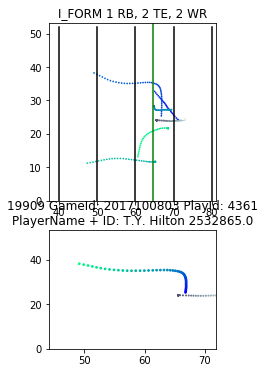 I_FORM 1 RB, 2 TE, 2 WR
50
40
30
20
10
0
40 50 60 70 80
19909 GameId: 2017100803 PlayId: 4361
PlayerName + ID: T.Y. Hilton 2532865.0
40
20
0
50 60 70